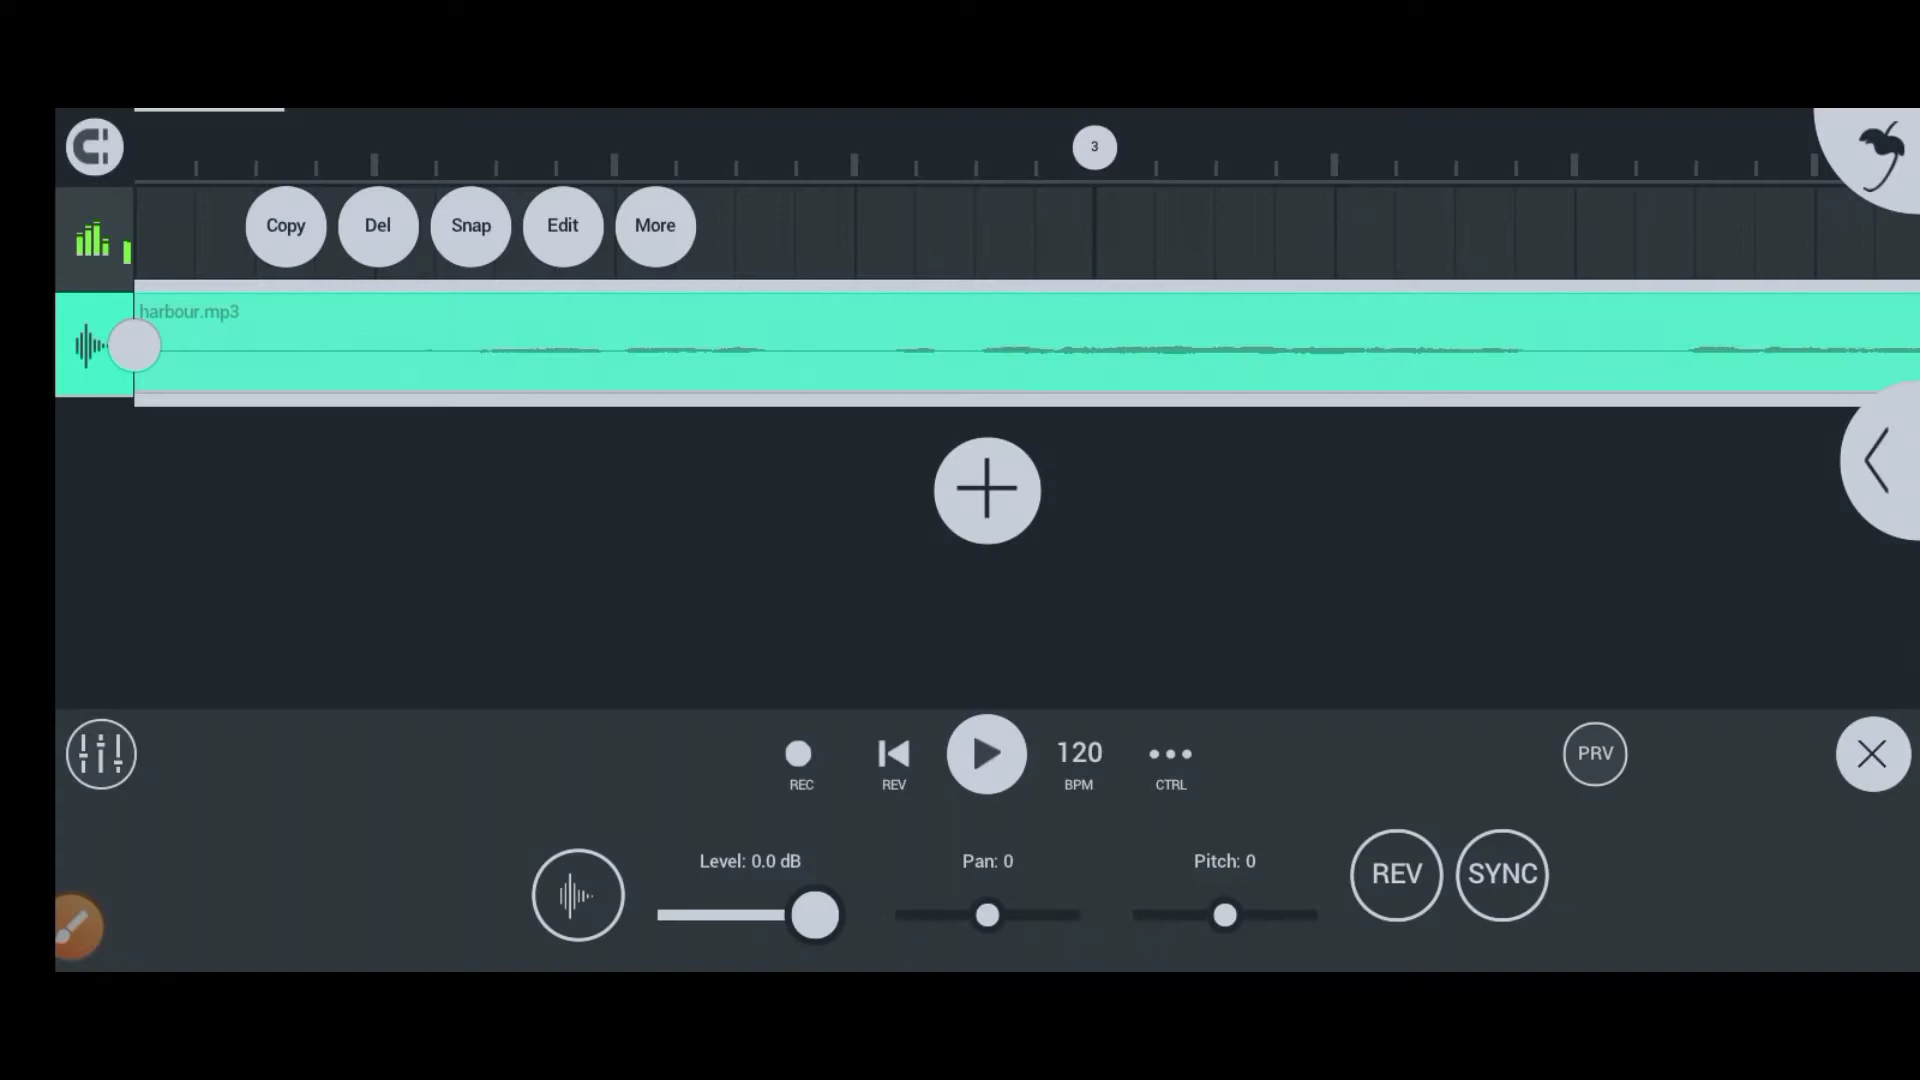 3
Copy Del Snap Edit More
harbour.mp3
120
REC REV BPM CTRL
PRV
Level: 0.0 dB Pan: 0 Pitch: 0
REV SYNC